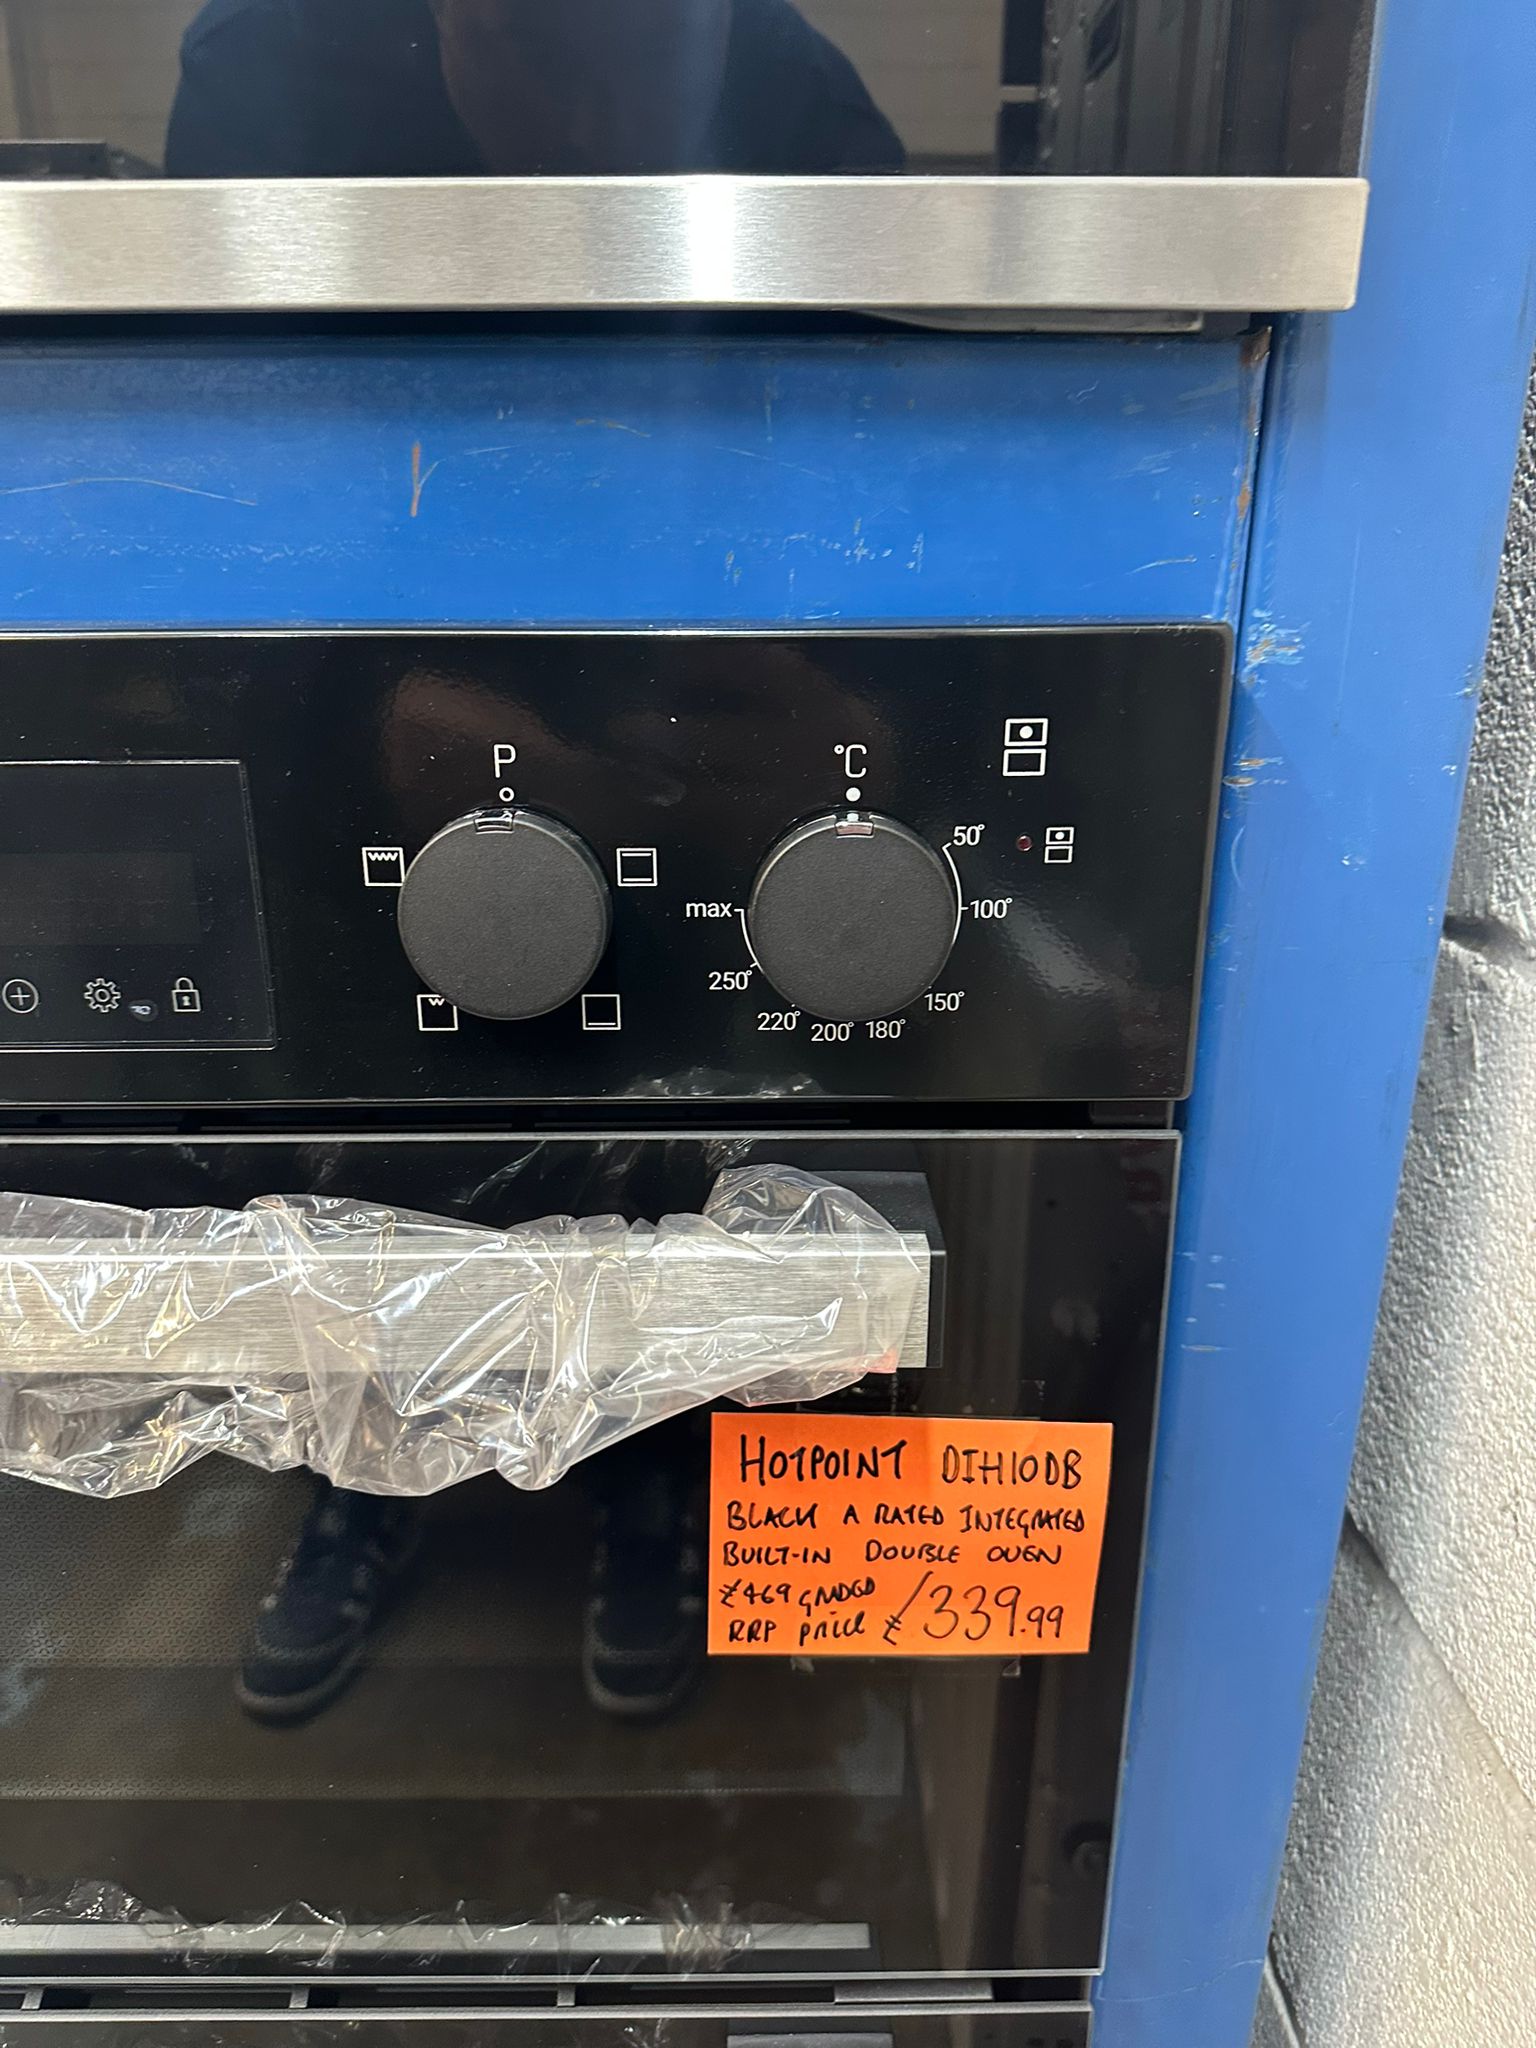 P
°C
50°
max
100°
250°
150°
220°
200°
180°
HOTPOINT DIH10DB
BLACK A RATED INTEGRATED
BUILT-IN DOUBLE OVEN
£469 GRADED
RRP PRICE £339.99